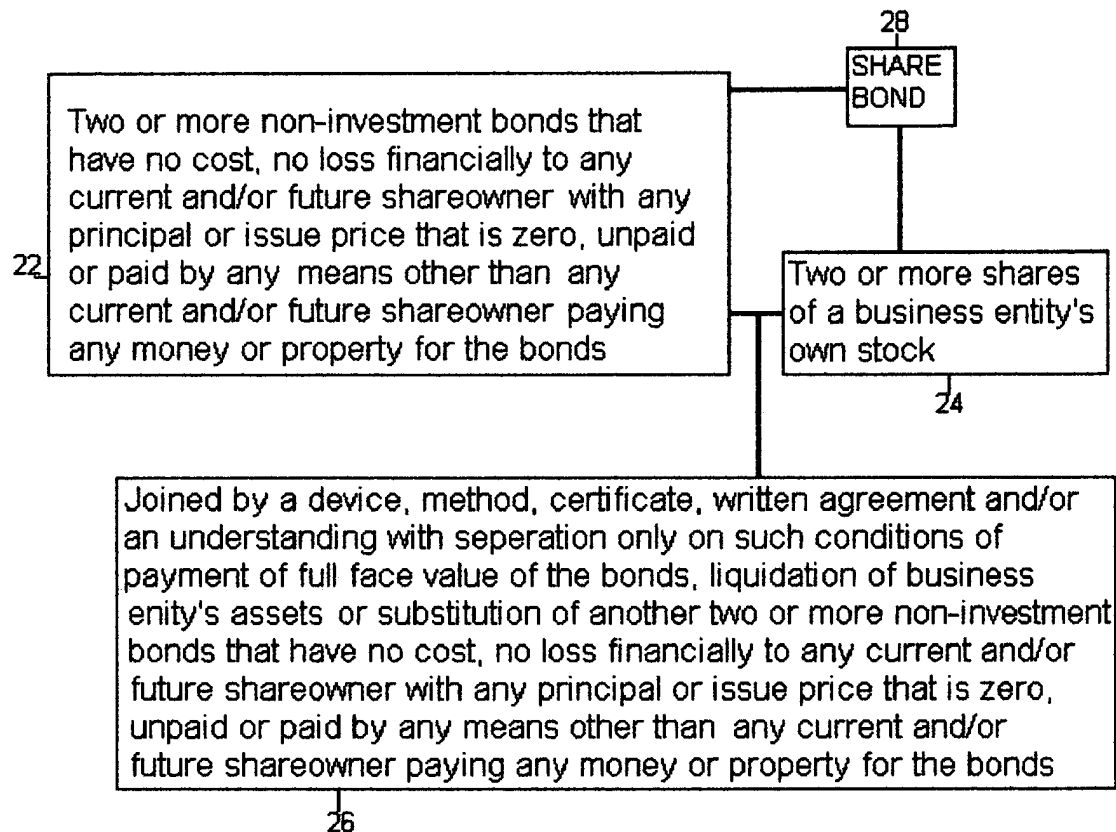 28
SHARE
BOND
Two or more non-investment bonds that
have no cost, no loss financially to any
current and/or future shareowner with any
principal or issue price that is zero, unpaid
or paid by any means other than any
current and/or future shareowner paying
any money or property for the bonds
22
Two or more shares
of a business entity's
own stock
24
Joined by a device, method, certificate, written agreement and/or
an understanding with seperation only on such conditions of
payment of full face value of the bonds, liquidation of business
enity's assets or substitution of another two or more non-investment
bonds that have no cost, no loss financially to any current and/or
future shareowner with any principal or issue price that is zero,
unpaid or paid by any means other than any current and/or
future shareowner paying any money or property for the bonds
26